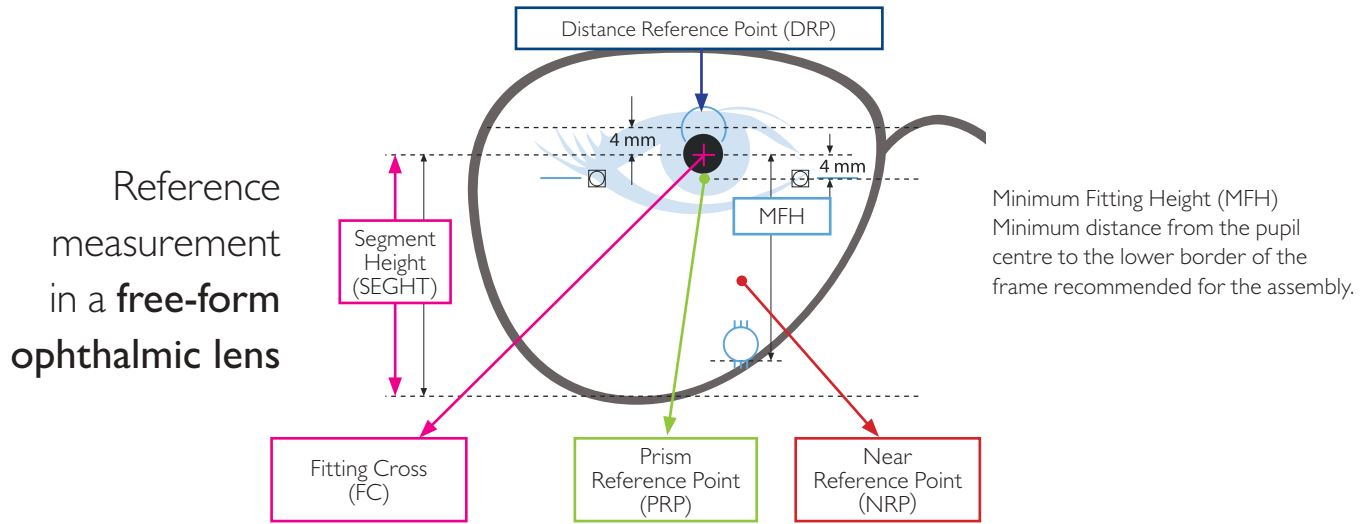 Distance Reference Point (DRP)
4 mm
4 mm
Reference
measurement
in a free-form
ophthalmic lens
Segment
Height
(SEGHT)
MFH
Minimum Fitting Height (MFH)
Minimum distance from the pupil
centre to the lower border of the
frame recommended for the assembly.
Fitting Cross
(FC)
Prism
Reference Point
(PRP)
Near
Reference Point
(NRP)